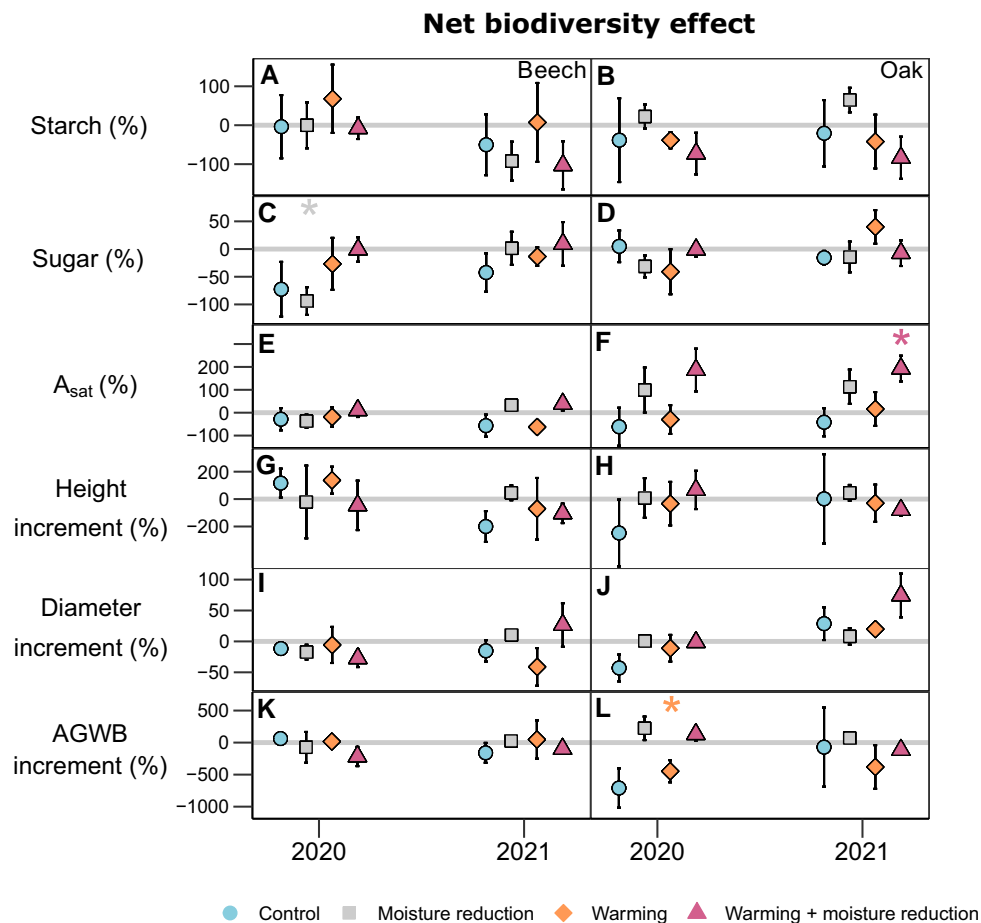 Net biodiversity effect
A
Beech
B
Oak
Starch (%)
100
0
−100
C
*
D
Sugar (%)
50
0
−50
−100
E
F
*
Asat (%)
200
100
0
−100
G
H
Height
increment (%)
200
0
−200
I
J
Diameter
increment (%)
100
50
0
−50
K
L
*
AGWB
increment (%)
500
0
−500
−1000
2020
2021
2020
2021
Control
Moisture reduction
Warming
Warming + moisture reduction